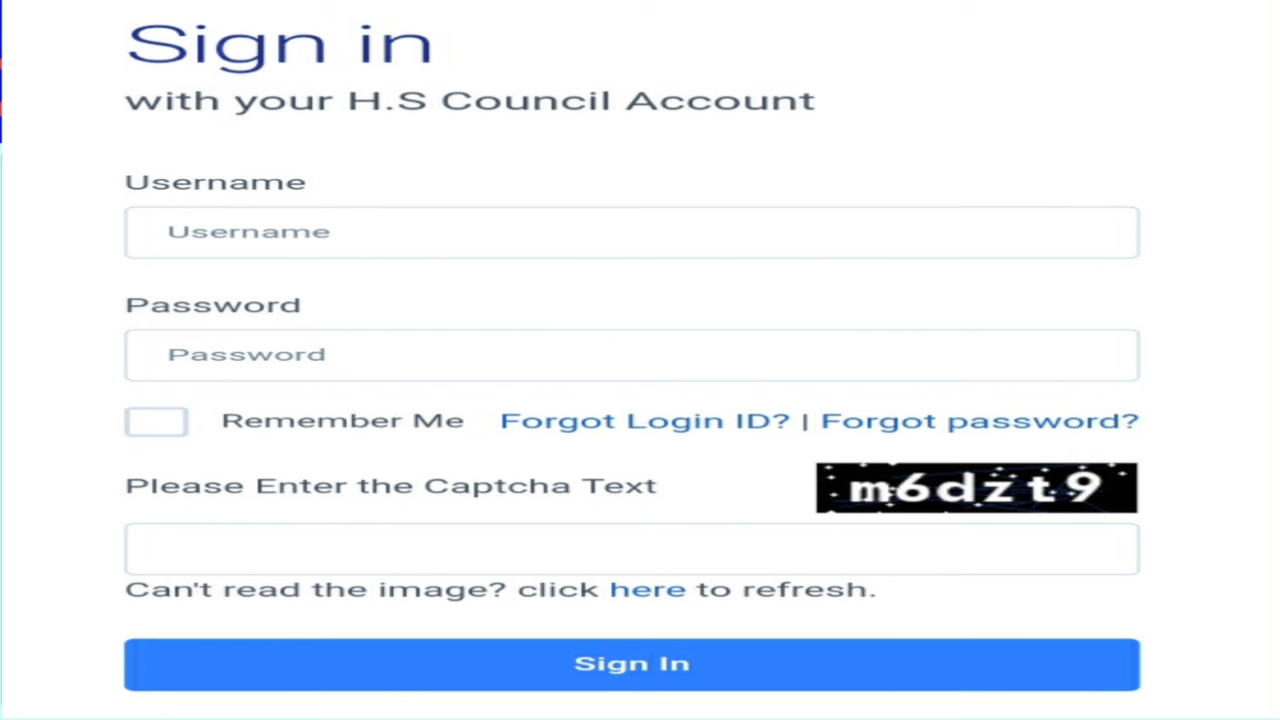 Sign in
with your H.S Council Account
Username
Username
Password
Password
Remember Me Forgot Login ID? | Forgot password?
Please Enter the Captcha Text m6dzt9
Can't read the image? click here to refresh.
Sign In